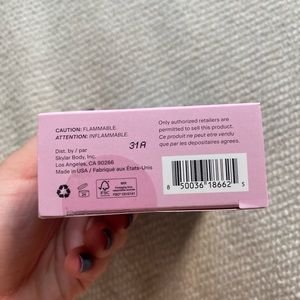 CAUTION: FLAMMABLE.
ATTENTION: INFLAMMABLE.
31A
Dist. by / par
Skylar Body, Inc.
Los Angeles, CA 90266
Made in USA / Fabriqué aux États-Unis
Only authorized retailers are
permitted to sell this product.
Ce produit ne peut etre vendu
que par les depositaires agrees.
8 50036 18662 5
FSC
MIX